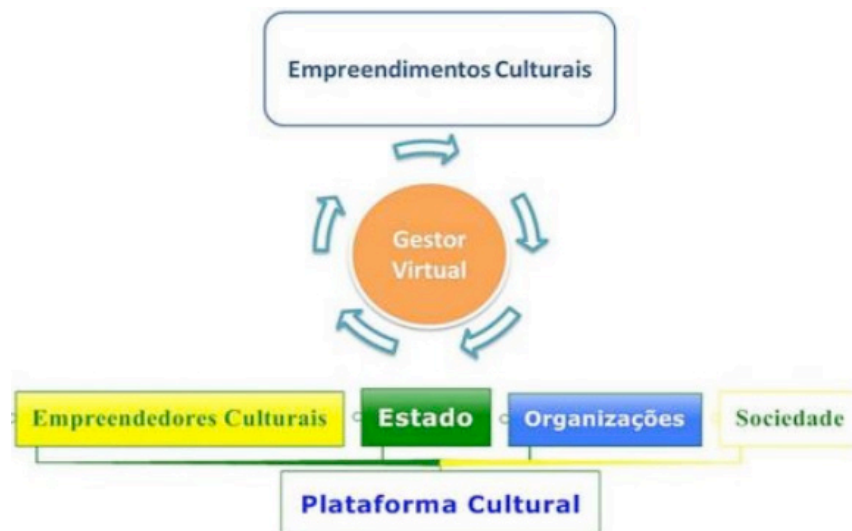 Empreendimentos Culturais
Gestor
Virtual
Empreendedores Culturais
Estado
Organizações
Sociedade
Plataforma Cultural